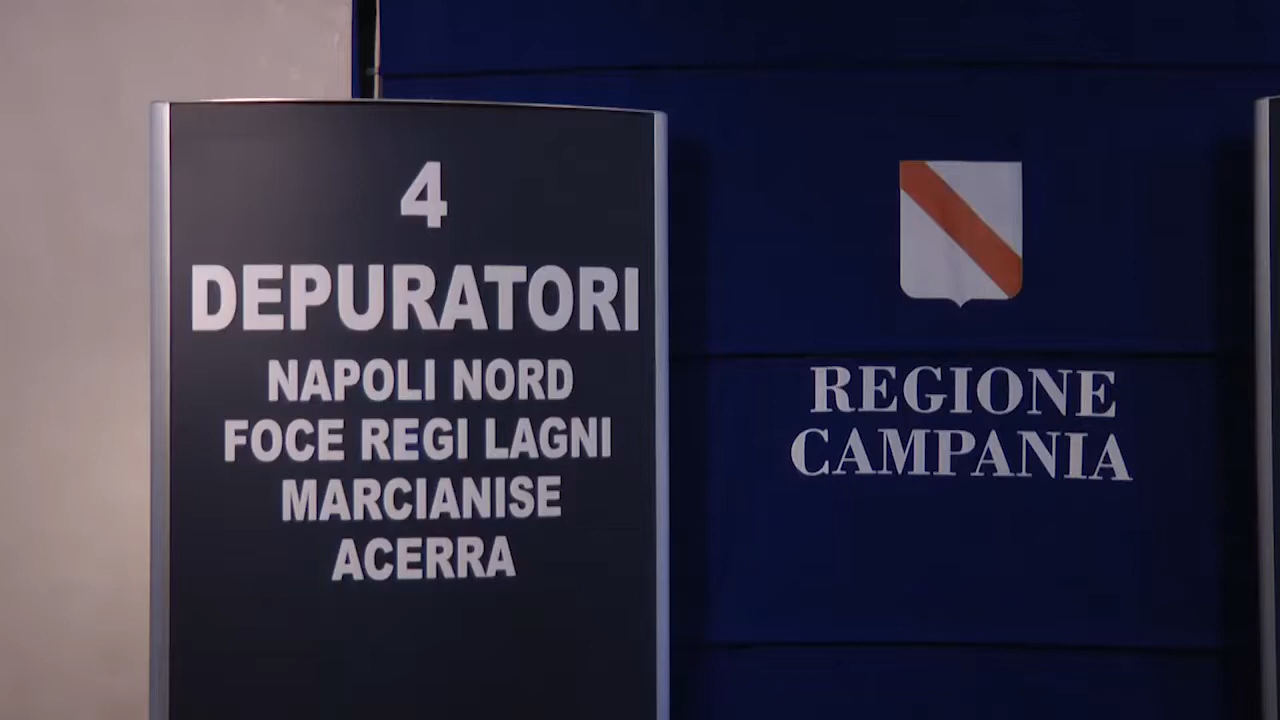 4
DEPURATORI
NAPOLI NORD
FOCE REGI LAGNI
MARCIANISE
ACERRA
REGIONE
CAMPANIA